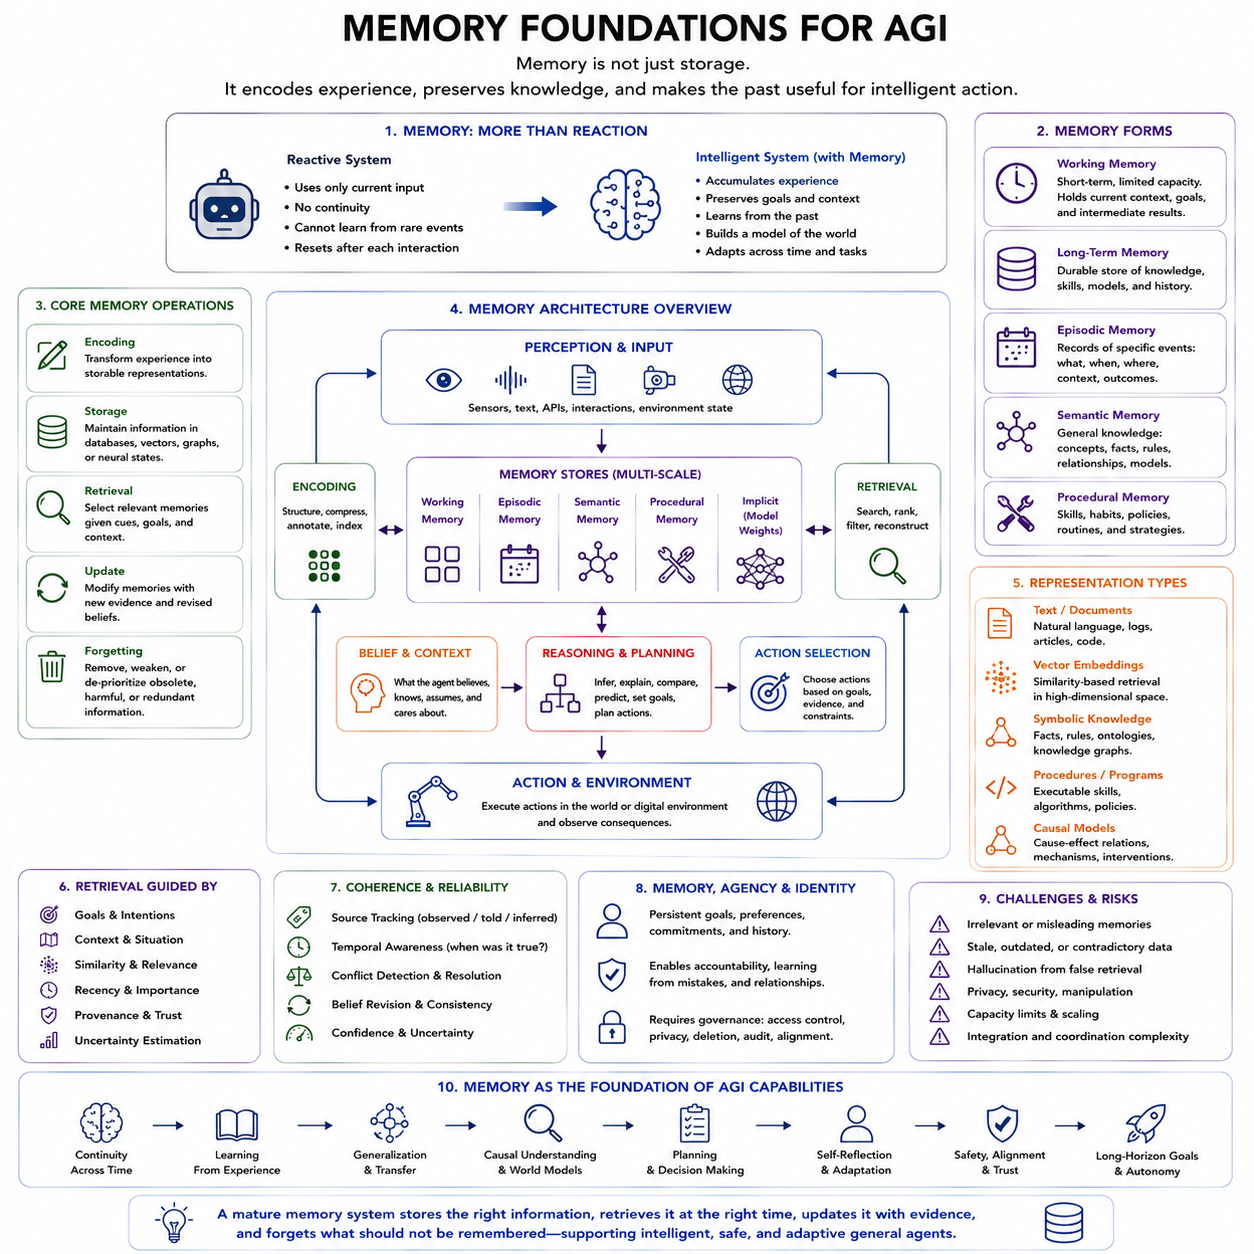 MEMORY FOUNDATIONS FOR AGI
Memory is not just storage.
It encodes experience, preserves knowledge, and makes the past useful for intelligent action.
1. MEMORY: MORE THAN REACTION
Reactive System
• Uses only current input
• No continuity
• Cannot learn from rare events
• Resets after each interaction
Intelligent System (with Memory)
• Accumulates experience
• Preserves goals and context
• Learns from the past
• Builds a model of the world
• Adapts across time and tasks
2. MEMORY FORMS
Working Memory
Short-term, limited capacity.
Holds current context, goals,
and intermediate results.
Long-Term Memory
Durable store of knowledge,
skills, models, and history.
Episodic Memory
Records of specific events:
what, when, where,
context, outcomes.
Semantic Memory
General knowledge:
concepts, facts, rules,
relationships, models.
Procedural Memory
Skills, habits, policies,
routines, and strategies.
3. CORE MEMORY OPERATIONS
Encoding
Transform experience into
storable representations.
Storage
Maintain information in
databases, vectors, graphs,
or neural states.
Retrieval
Select relevant memories
given cues, goals, and
context.
Update
Modify memories with
new evidence and revised
beliefs.
Forgetting
Remove, weaken, or
de-prioritize obsolete,
harmful, or redundant
information.
4. MEMORY ARCHITECTURE OVERVIEW
PERCEPTION & INPUT
Sensors, text, APIs, interactions, environment state
ENCODING
Structure, compress,
annotate, index
MEMORY STORES (MULTI-SCALE)
Working
Memory
Episodic
Memory
Semantic
Memory
Procedural
Memory
Implicit
(Model
Weights)
RETRIEVAL
Search, rank,
filter, reconstruct
BELIEF & CONTEXT
What the agent believes,
knows, assumes, and
cares about.
REASONING & PLANNING
Infer, explain, compare,
predict, set goals,
plan actions.
ACTION SELECTION
Choose actions
based on goals,
evidence, and
constraints.
ACTION & ENVIRONMENT
Execute actions in the world or digital environment
and observe consequences.
5. REPRESENTATION TYPES
Text / Documents
Natural language, logs,
articles, code.
Vector Embeddings
Similarity-based retrieval
in high-dimensional space.
Symbolic Knowledge
Facts, rules, ontologies,
knowledge graphs.
</>
Procedures / Programs
Executable skills,
algorithms, policies.
Causal Models
Cause-effect relations,
mechanisms, interventions.
6. RETRIEVAL GUIDED BY
Goals & Intentions
Context & Situation
Similarity & Relevance
Recency & Importance
Provenance & Trust
Uncertainty Estimation
7. COHERENCE & RELIABILITY
Source Tracking (observed / told / inferred)
Temporal Awareness (when was it true?)
Conflict Detection & Resolution
Belief Revision & Consistency
Confidence & Uncertainty
8. MEMORY, AGENCY & IDENTITY
Persistent goals, preferences,
commitments, and history.
Enables accountability, learning
from mistakes, and relationships.
Requires governance: access control,
privacy, deletion, audit, alignment.
9. CHALLENGES & RISKS
Irrelevant or misleading memories
Stale, outdated, or contradictory data
Hallucination from false retrieval
Privacy, security, manipulation
Capacity limits & scaling
Integration and coordination complexity
10. MEMORY AS THE FOUNDATION OF AGI CAPABILITIES
Continuity
Across Time
Learning
From Experience
Generalization
& Transfer
Causal Understanding
& World Models
Planning
& Decision Making
Self-Reflection
& Adaptation
Safety, Alignment
& Trust
Long-Horizon Goals
& Autonomy
A mature memory system stores the right information, retrieves it at the right time, updates it with evidence,
and forgets what should not be remembered—supporting intelligent, safe, and adaptive general agents.